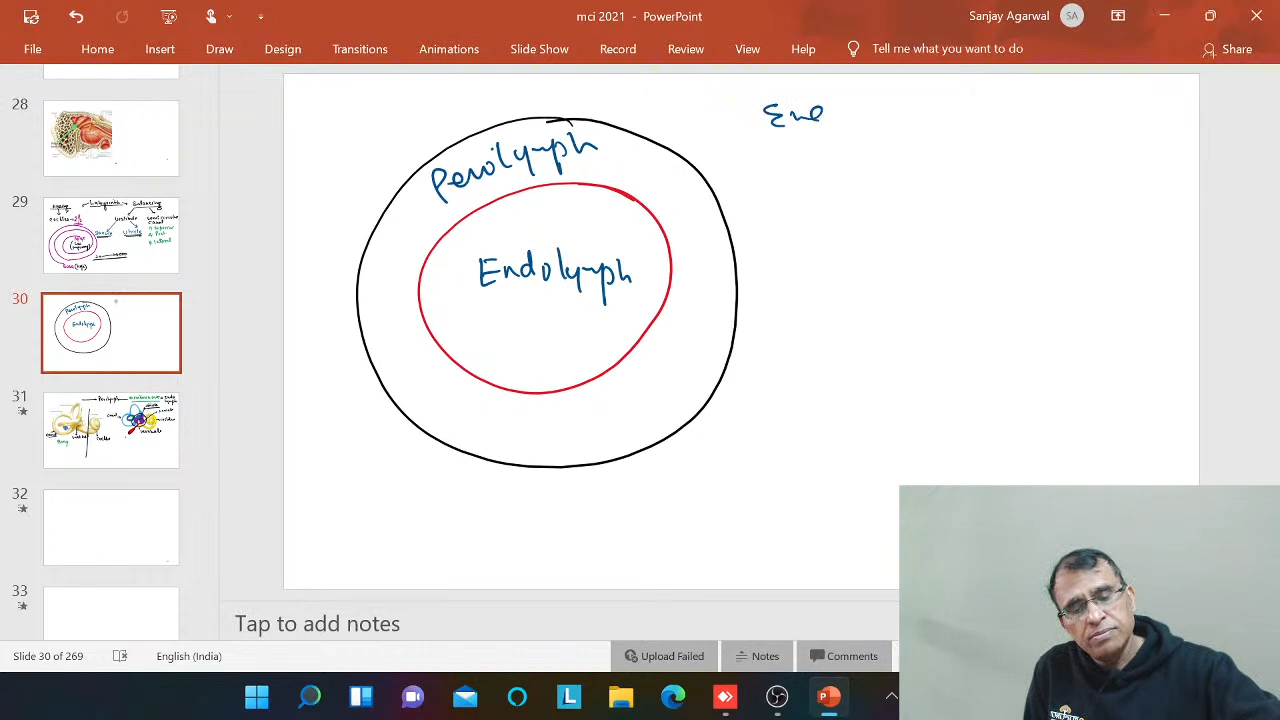 mci 2021 - PowerPoint
Sanjay Agarwal
SA
File
Home
Insert
Draw
Design
Transitions
Animations
Slide Show
Record
Review
View
Help
Tell me what you want to do
Share
28
29
30
31
32
33
Perilymph
Endolymph
Tap to add notes
Slide 30 of 269
English (India)
Upload Failed
Notes
Comments